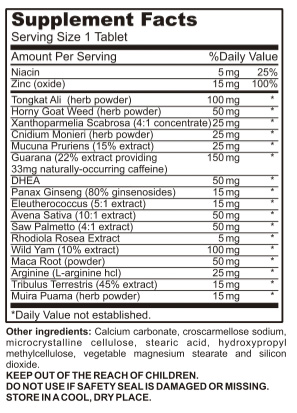 Supplement Facts
Serving Size 1 Tablet
Amount Per Serving %Daily Value
Niacin 5 mg 25%
Zinc (oxide) 15 mg 100%
Tongkat Ali (herb powder) 100 mg *
Horny Goat Weed (herb powder) 50 mg *
Xanthoparmelia Scabrosa (4:1 concentrate) 25 mg *
Cnidium Monieri (herb powder) 25 mg *
Mucuna Pruriens (15% extract) 25 mg *
Guarana (22% extract providing 150 mg *
33mg naturally-occurring caffeine)
DHEA 50 mg *
Panax Ginseng (80% ginsenosides) 15 mg *
Eleutherococcus (5:1 extract) 15 mg *
Avena Sativa (10:1 extract) 50 mg *
Saw Palmetto (4:1 extract) 50 mg *
Rhodiola Rosea Extract 5 mg *
Wild Yam (10% extract) 100 mg *
Maca Root (powder) 50 mg *
Arginine (L-arginine hcl) 25 mg *
Tribulus Terrestris (45% extract) 15 mg *
Muira Puama (herb powder) 15 mg *
*Daily Value not established.
Other ingredients: Calcium carbonate, croscarmellose sodium,
microcrystalline cellulose, stearic acid, hydroxypropyl
methylcellulose, vegetable magnesium stearate and silicon
dioxide.
KEEP OUT OF THE REACH OF CHILDREN.
DO NOT USE IF SAFETY SEAL IS DAMAGED OR MISSING.
STORE IN A COOL, DRY PLACE.